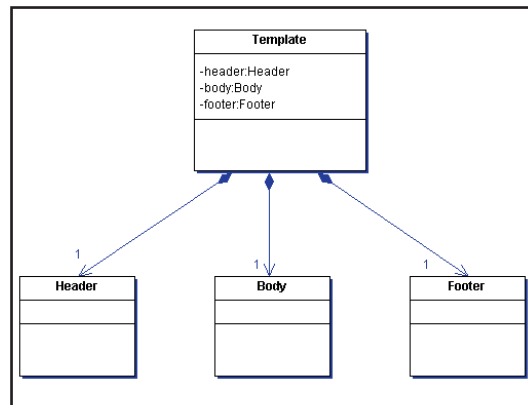 Template
-header:Header
-body:Body
-footer:Footer
1
1
1
Header
Body
Footer